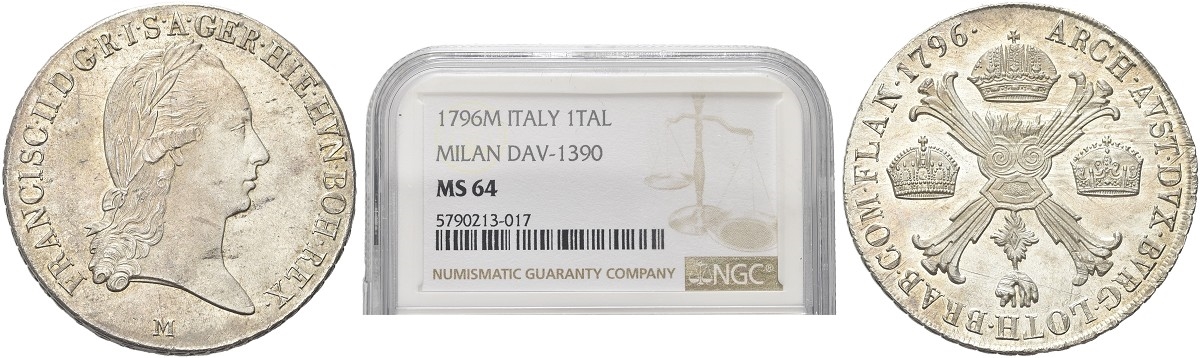 FRANCISC·II·D·G·R·I·S·A·GER·HIE·HVN·BOH·REX·
M
1796M ITALY 1TAL
MILAN DAV-1390
MS 64
5790213-017
NUMISMATIC GUARANTY COMPANY
NGC®
ARCH·AVST·DVX·BVRG·LOTH·BRAB·COM·FLAN·1796·